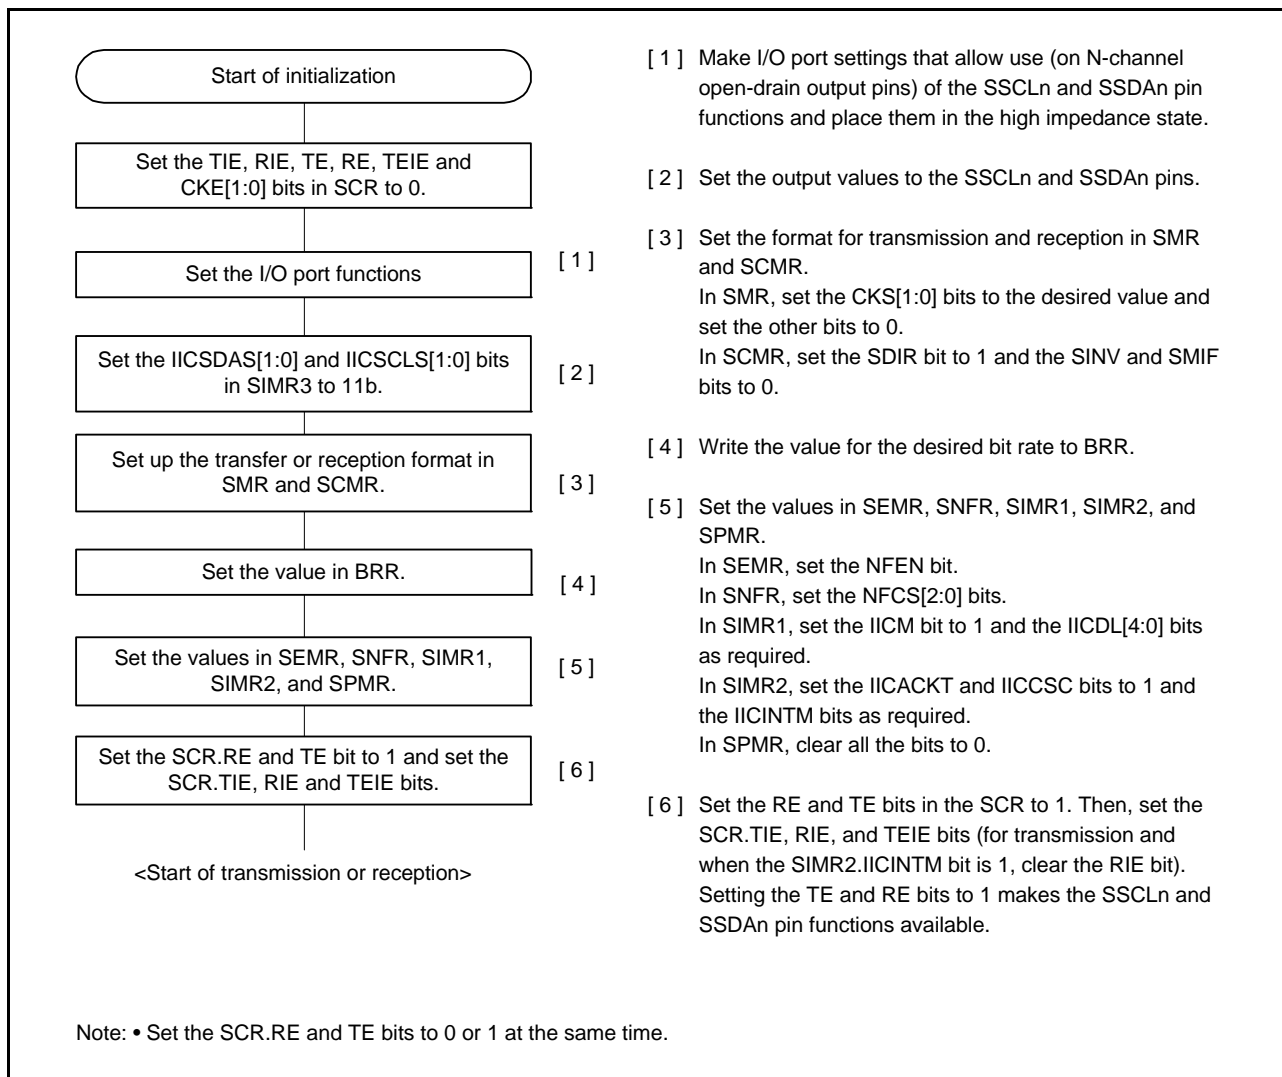 Start of initialization
Set the TIE, RIE, TE, RE, TEIE and
CKE[1:0] bits in SCR to 0.
Set the I/O port functions
[ 1 ]
Set the IICSDAS[1:0] and IICSCLS[1:0] bits
in SIMR3 to 11b.
[ 2 ]
Set up the transfer or reception format in
SMR and SCMR.
[ 3 ]
Set the value in BRR.
[ 4 ]
Set the values in SEMR, SNFR, SIMR1,
SIMR2, and SPMR.
[ 5 ]
Set the SCR.RE and TE bit to 1 and set the
SCR.TIE, RIE and TEIE bits.
[ 6 ]
<Start of transmission or reception>
[ 1 ] Make I/O port settings that allow use (on N-channel
open-drain output pins) of the SSCLn and SSDAn pin
functions and place them in the high impedance state.
[ 2 ] Set the output values to the SSCLn and SSDAn pins.
[ 3 ] Set the format for transmission and reception in SMR
and SCMR.
In SMR, set the CKS[1:0] bits to the desired value and
set the other bits to 0.
In SCMR, set the SDIR bit to 1 and the SINV and SMIF
bits to 0.
[ 4 ] Write the value for the desired bit rate to BRR.
[ 5 ] Set the values in SEMR, SNFR, SIMR1, SIMR2, and
SPMR.
In SEMR, set the NFEN bit.
In SNFR, set the NFCS[2:0] bits.
In SIMR1, set the IICM bit to 1 and the IICDL[4:0] bits
as required.
In SIMR2, set the IICACKT and IICCSC bits to 1 and
the IICINTM bits as required.
In SPMR, clear all the bits to 0.
[ 6 ] Set the RE and TE bits in the SCR to 1. Then, set the
SCR.TIE, RIE, and TEIE bits (for transmission and
when the SIMR2.IICINTM bit is 1, clear the RIE bit).
Setting the TE and RE bits to 1 makes the SSCLn and
SSDAn pin functions available.
Note: • Set the SCR.RE and TE bits to 0 or 1 at the same time.